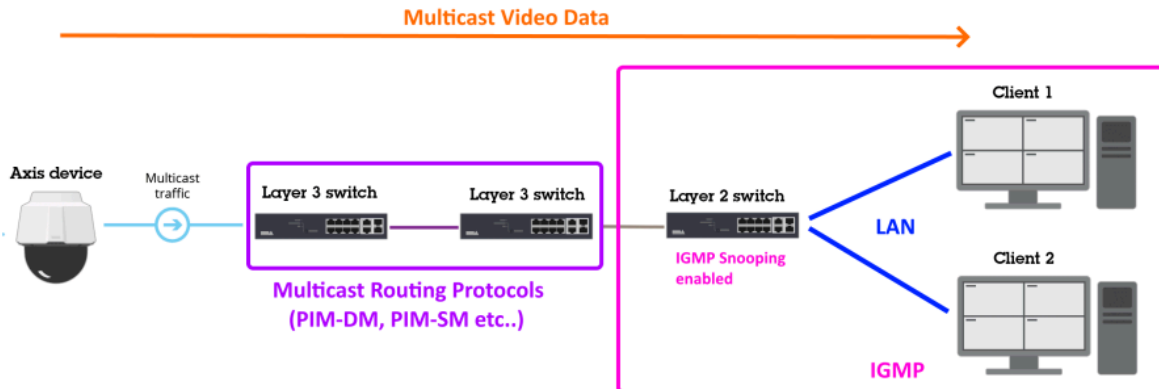 Multicast Video Data
Client 1
Axis device
Multicast
traffic
Layer 3 switch
Layer 3 switch
Layer 2 switch
LAN
IGMP Snooping
enabled
Client 2
Multicast Routing Protocols
(PIM-DM, PIM-SM etc..)
IGMP